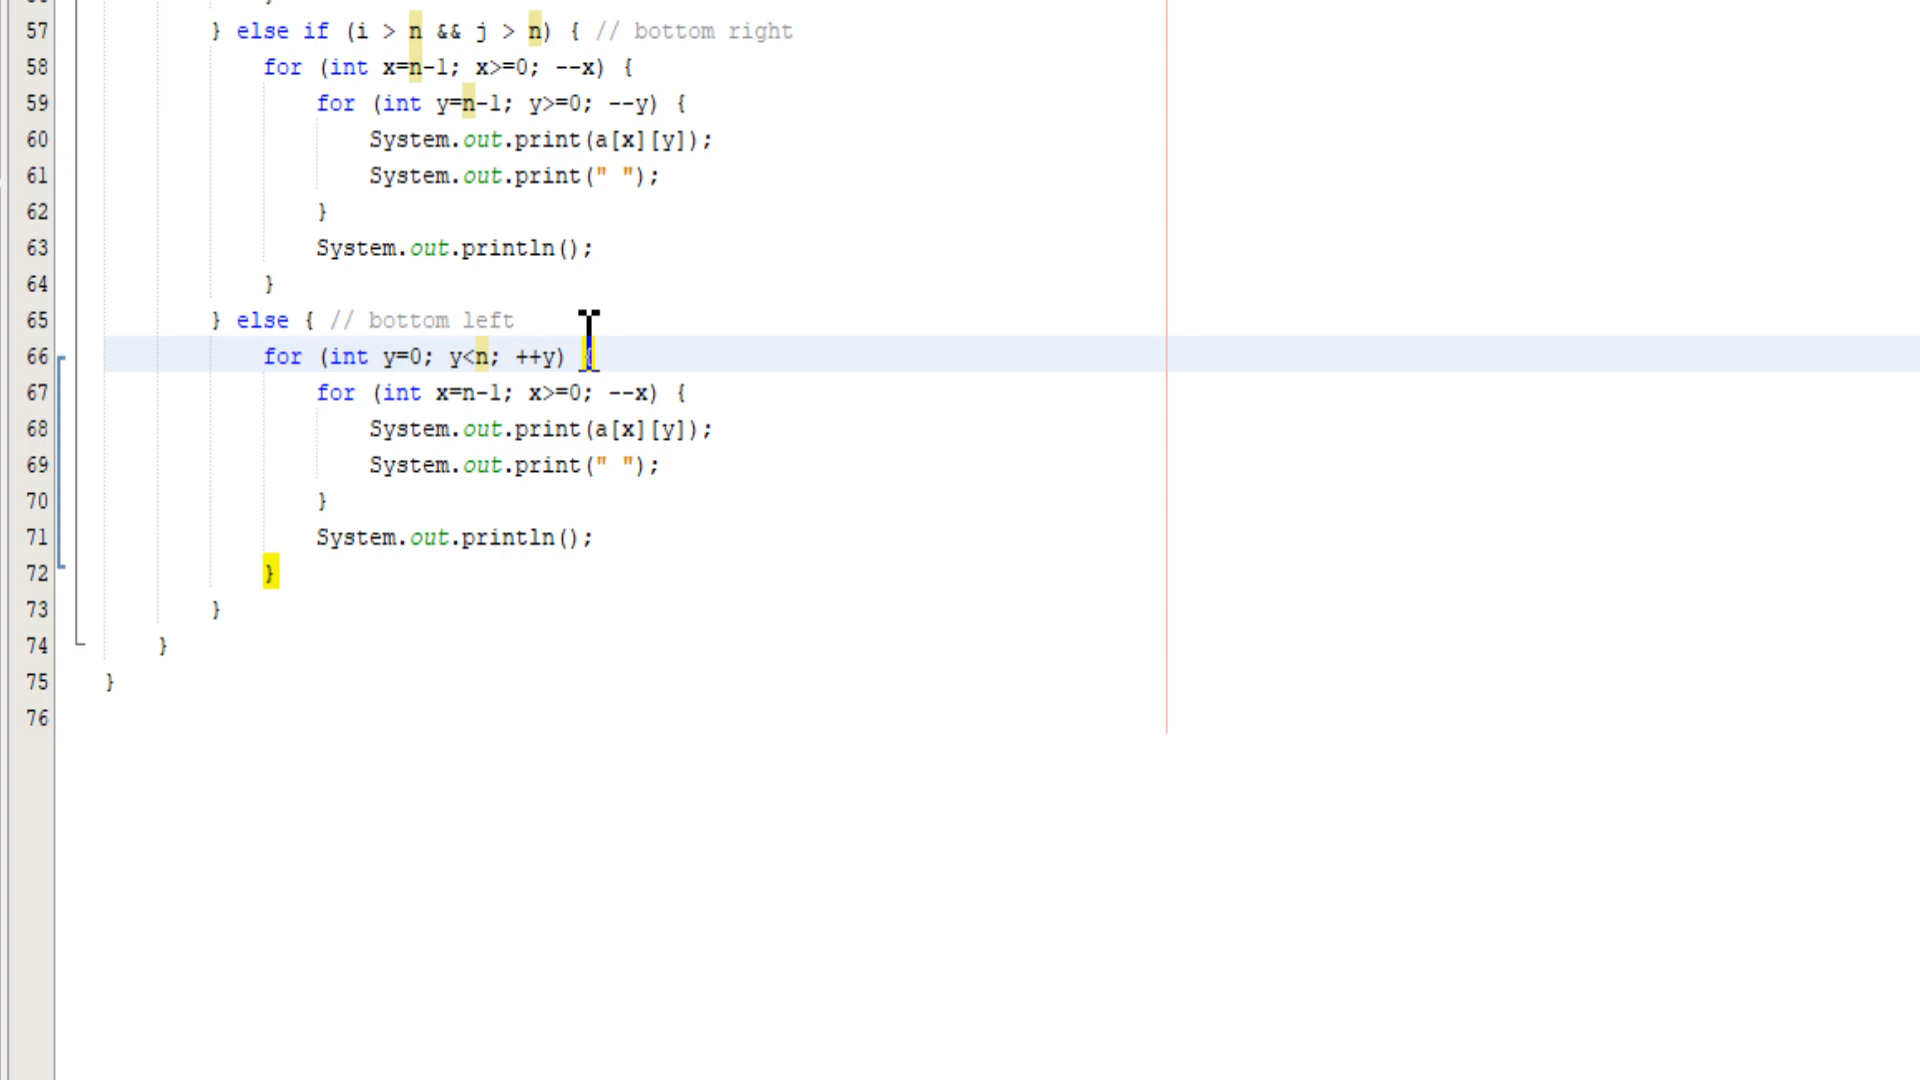 57 } else if (i > n && j > n) { // bottom right
58 for (int x=n-1; x>=0; --x) {
59 for (int y=n-1; y>=0; --y) {
60 System.out.print(a[x][y]);
61 System.out.print(" ");
62 }
63 System.out.println();
64 }
65 } else { // bottom left
66 for (int y=0; y<n; ++y) {
67 for (int x=n-1; x>=0; --x) {
68 System.out.print(a[x][y]);
69 System.out.print(" ");
70 }
71 System.out.println();
72 }
73 }
74 }
75 }
76